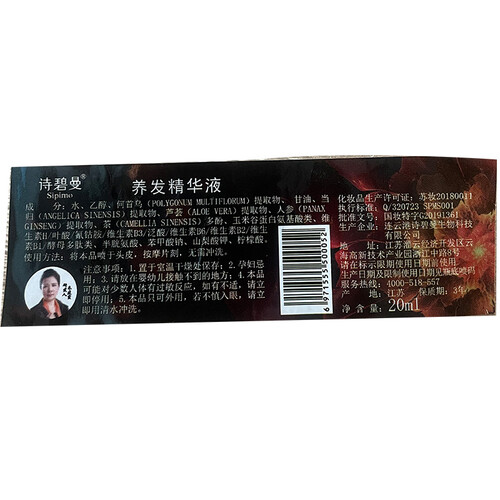 诗碧曼®
Sipimo
养发精华液
成 分：水、乙醇、何首乌(POLYGONUM MULTIFLORUM)提取物、甘油、当
归(ANGELICA SINENSIS)提取物、芦荟(ALOE VERA)提取物、人参(PANAX
GINSENG)提取物、茶(CAMELLIA SINENSIS)多酚、玉米谷蛋白氨基酸类、维
生素H/叶酸/氰钴胺/维生素B3/泛酸/维生素B6/维生素B2/维生
素B1/酵母多肽类、半胱氨酸、苯甲酸钠、山梨酸钾、柠檬酸。
使用方法：将本品喷于头皮，按摩片刻，无需冲洗。
注意事项：1.置于室温干燥处保存；2.孕妇忌
用；3.请放在婴幼儿接触不到的地方；4.本品
可能对少数人体有过敏反应，如有不适，请立
即停用；5.本品只可外用，若不慎入眼，请立
即用清水冲洗。
6971555500052
化妆品生产许可证：苏妆20180011
执行标准：Q/320723 SPMS001
批准文号：国妆特字G20191361
生产企业：连云港诗碧曼生物科技
有限公司
地 址：江苏灌云经济开发区云
海高新技术产业园浙江中路8号
请在标示限期使用日期前使用
生产日期及限制使用日期见瓶底喷码
服务热线：4000-518-557
产 地：江苏 保质期：3年
净 含 量：20ml